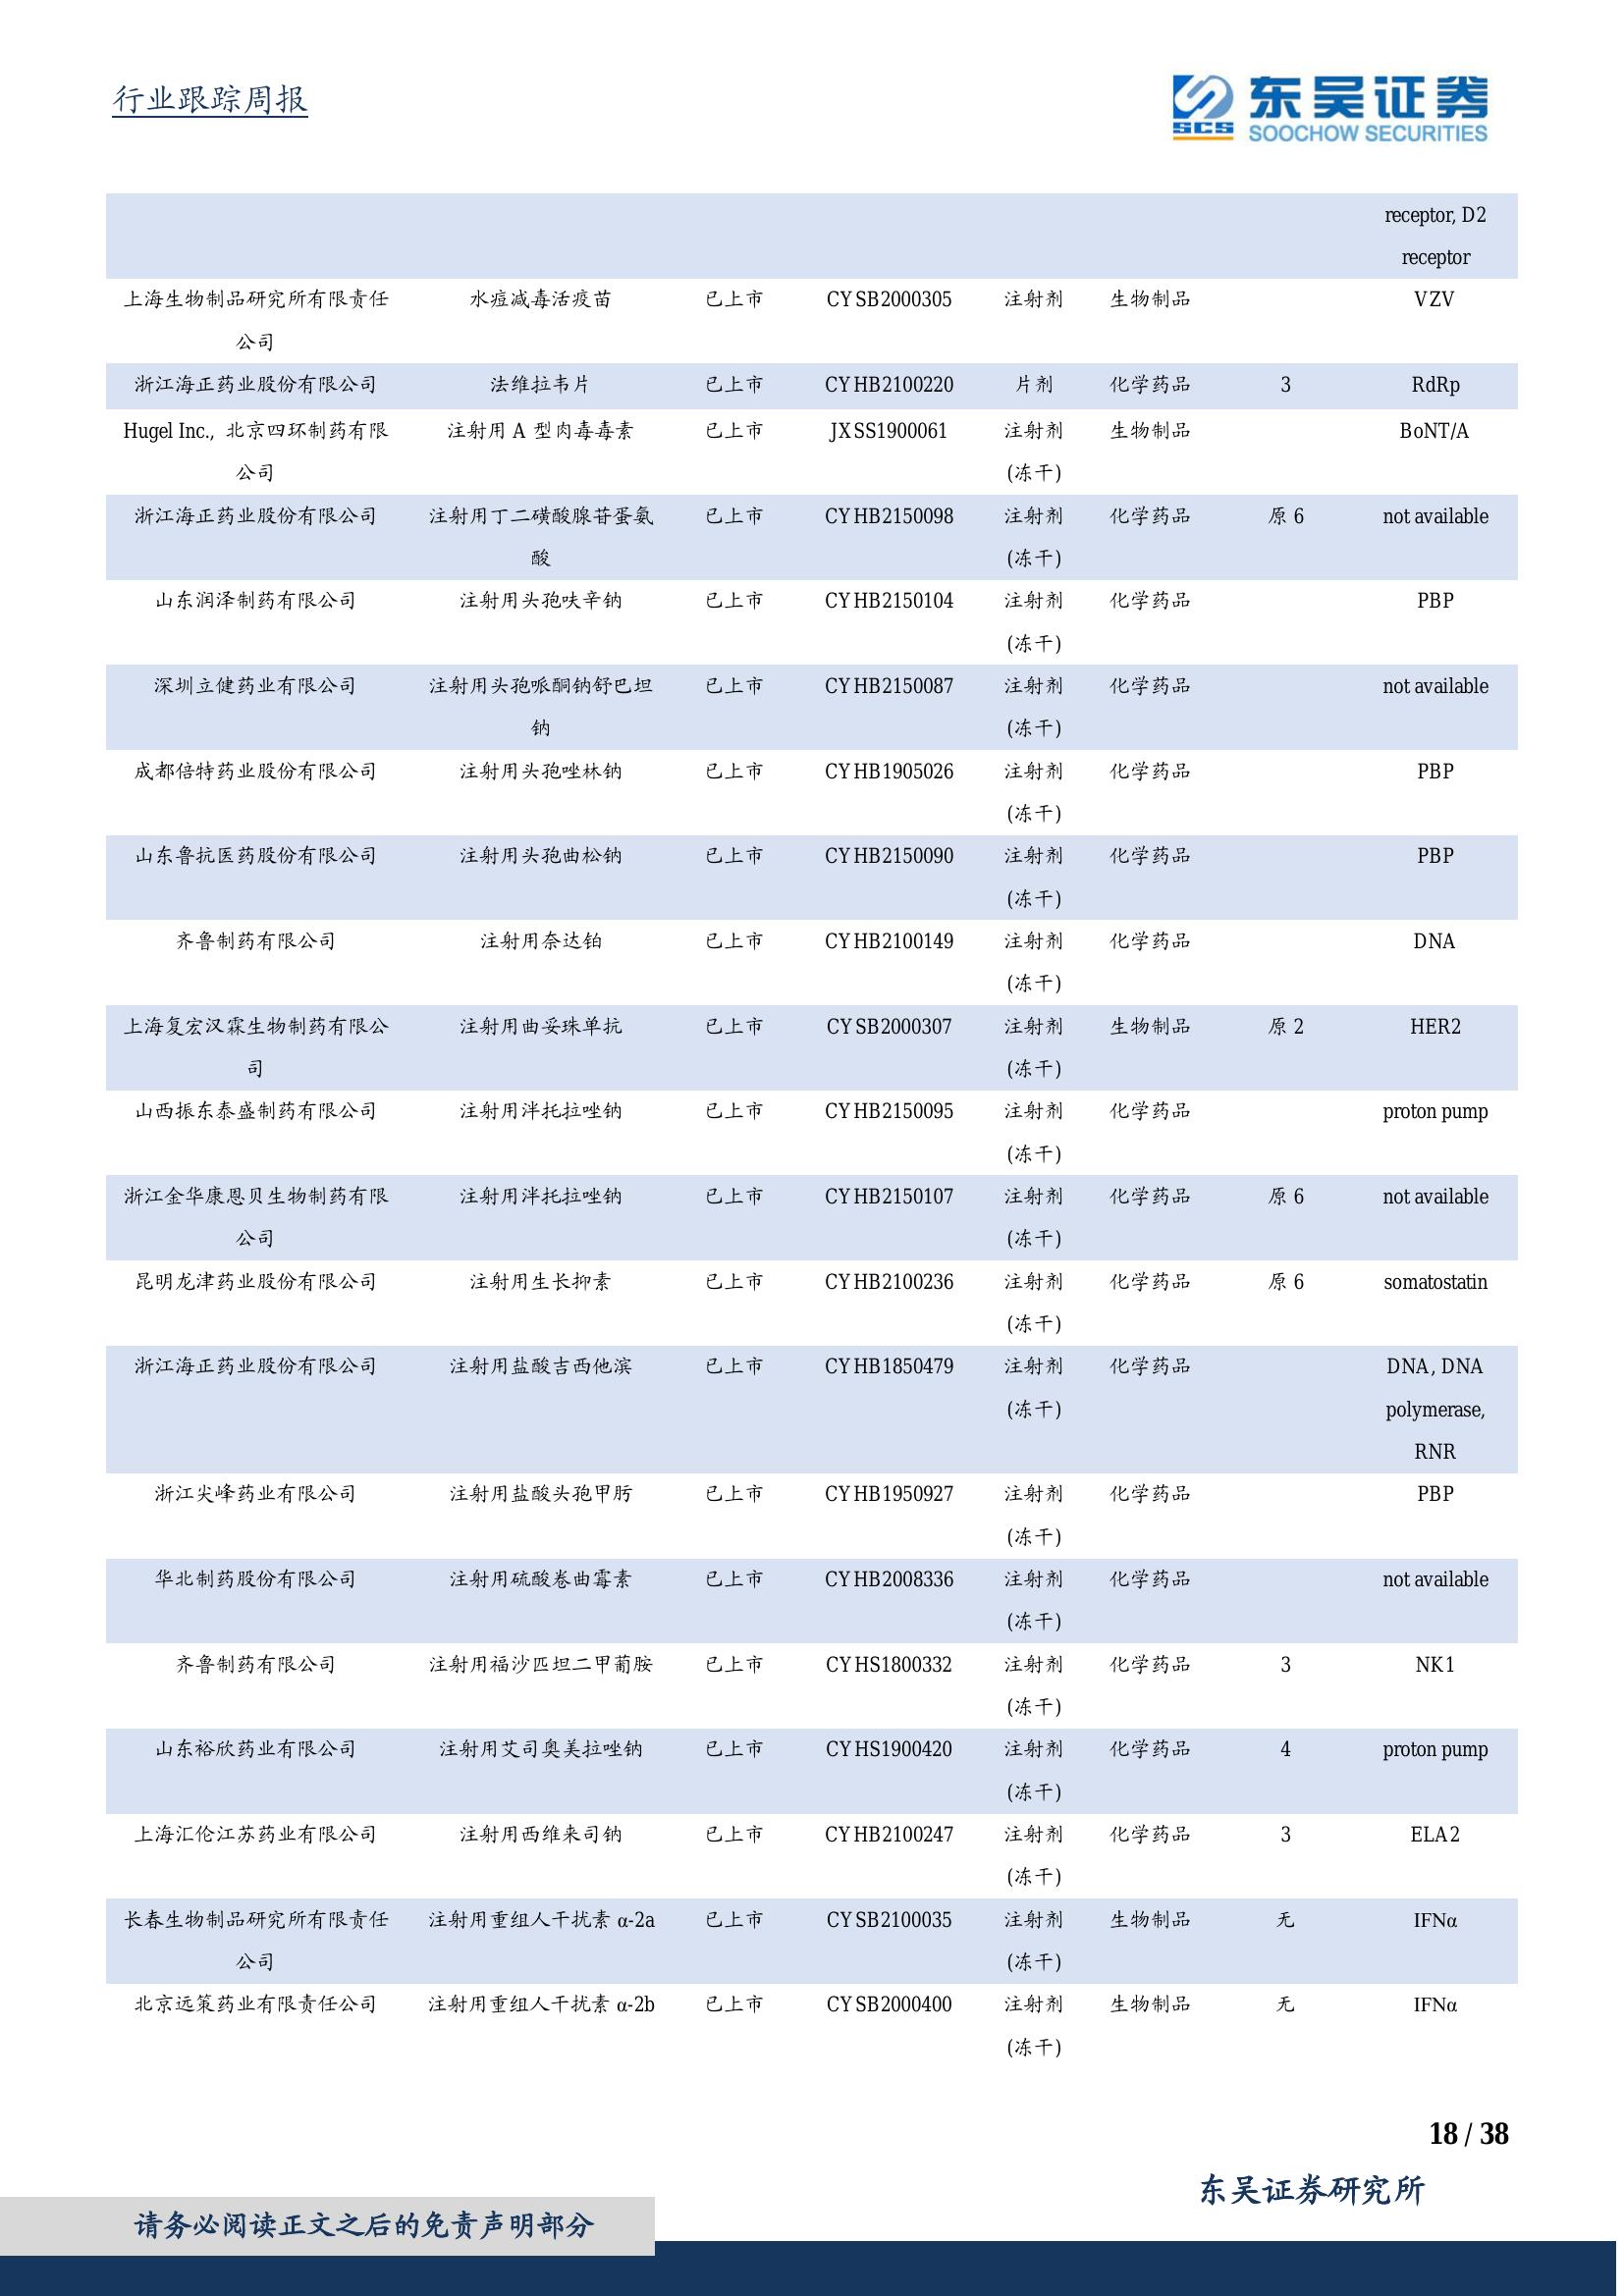 行业跟踪周报
SCS 东吴证券
SOOCHOW SECURITIES
receptor, D2
receptor
上海生物制品研究所有限责任 水痘减毒活疫苗 已上市 CYSB2000305 注射剂 生物制品 VZV
公司
浙江海正药业股份有限公司 法维拉韦片 已上市 CYHB2100220 片剂 化学药品 3 RdRp
Hugel Inc., 北京四环制药有限 注射用 A 型肉毒毒素 已上市 JXSS1900061 注射剂 生物制品 BoNT/A
公司 (冻干)
浙江海正药业股份有限公司 注射用丁二磺酸腺苷蛋氨 已上市 CYHB2150098 注射剂 化学药品 原 6 not available
酸 (冻干)
山东润泽制药有限公司 注射用头孢呋辛钠 已上市 CYHB2150104 注射剂 化学药品 PBP
(冻干)
深圳立健药业有限公司 注射用头孢哌酮钠舒巴坦 已上市 CYHB2150087 注射剂 化学药品 not available
钠 (冻干)
成都倍特药业股份有限公司 注射用头孢唑林钠 已上市 CYHB1905026 注射剂 化学药品 PBP
(冻干)
山东鲁抗医药股份有限公司 注射用头孢曲松钠 已上市 CYHB2150090 注射剂 化学药品 PBP
(冻干)
齐鲁制药有限公司 注射用奈达铂 已上市 CYHB2100149 注射剂 化学药品 DNA
(冻干)
上海复宏汉霖生物制药有限公 注射用曲妥珠单抗 已上市 CYSB2000307 注射剂 生物制品 原 2 HER2
司 (冻干)
山西振东泰盛制药有限公司 注射用泮托拉唑钠 已上市 CYHB2150095 注射剂 化学药品 proton pump
(冻干)
浙江金华康恩贝生物制药有限 注射用泮托拉唑钠 已上市 CYHB2150107 注射剂 化学药品 原 6 not available
公司 (冻干)
昆明龙津药业股份有限公司 注射用生长抑素 已上市 CYHB2100236 注射剂 化学药品 原 6 somatostatin
(冻干)
浙江海正药业股份有限公司 注射用盐酸吉西他滨 已上市 CYHB1850479 注射剂 化学药品 DNA, DNA
(冻干) polymerase,
RNR
浙江尖峰药业有限公司 注射用盐酸头孢甲肟 已上市 CYHB1950927 注射剂 化学药品 PBP
(冻干)
华北制药股份有限公司 注射用硫酸卷曲霉素 已上市 CYHB2008336 注射剂 化学药品 not available
(冻干)
齐鲁制药有限公司 注射用福沙匹坦二甲葡胺 已上市 CYHS1800332 注射剂 化学药品 3 NK1
(冻干)
山东裕欣药业有限公司 注射用艾司奥美拉唑钠 已上市 CYHS1900420 注射剂 化学药品 4 proton pump
(冻干)
上海汇伦江苏药业有限公司 注射用西维来司钠 已上市 CYHB2100247 注射剂 化学药品 3 ELA2
(冻干)
长春生物制品研究所有限责任 注射用重组人干扰素 α-2a 已上市 CYSB2100035 注射剂 生物制品 无 IFNα
公司 (冻干)
北京远策药业有限责任公司 注射用重组人干扰素 α-2b 已上市 CYSB2000400 注射剂 生物制品 无 IFNα
(冻干)
18 / 38
东吴证券研究所
请务必阅读正文之后的免责声明部分